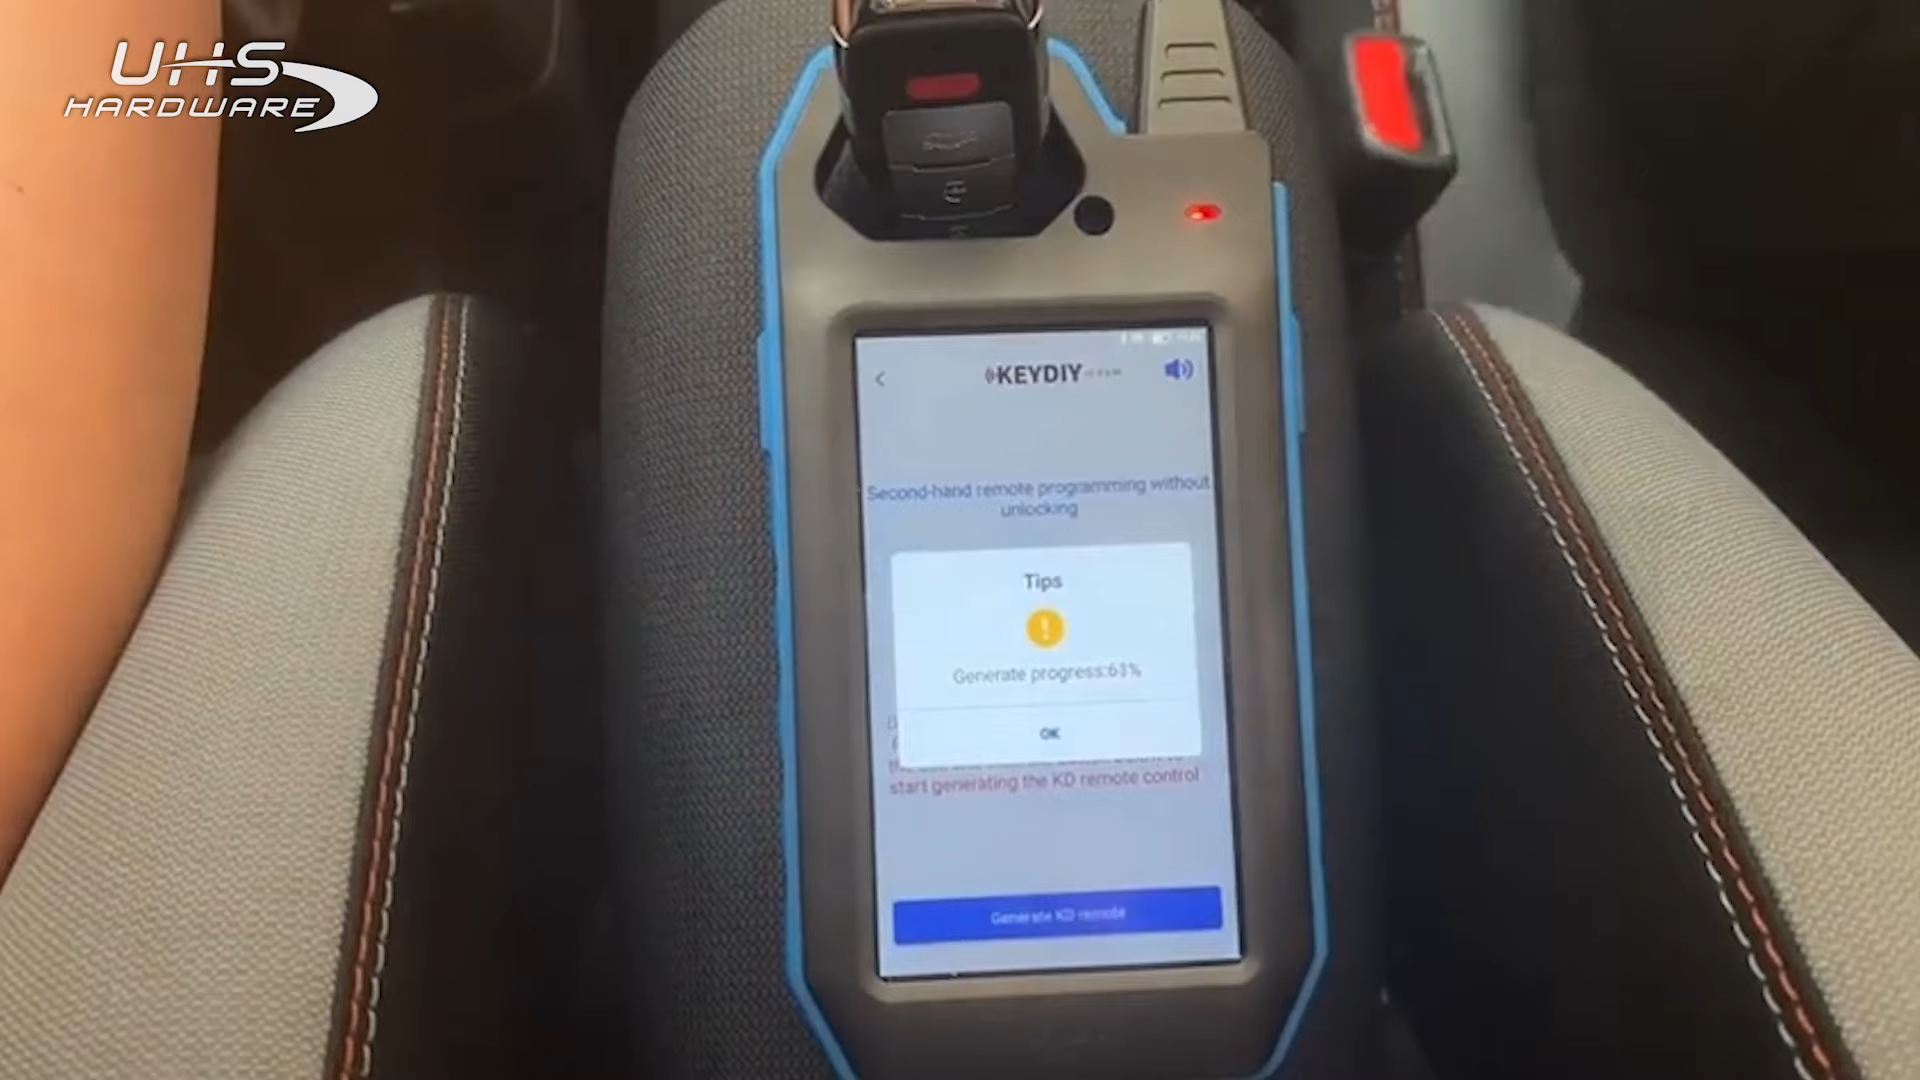 UHS
HARDWARE
KEYDIY
Second-hand remote programming without
unlocking
Tips
!
Generate progress:63%
OK
start generating the KD remote control
Generate KD remote